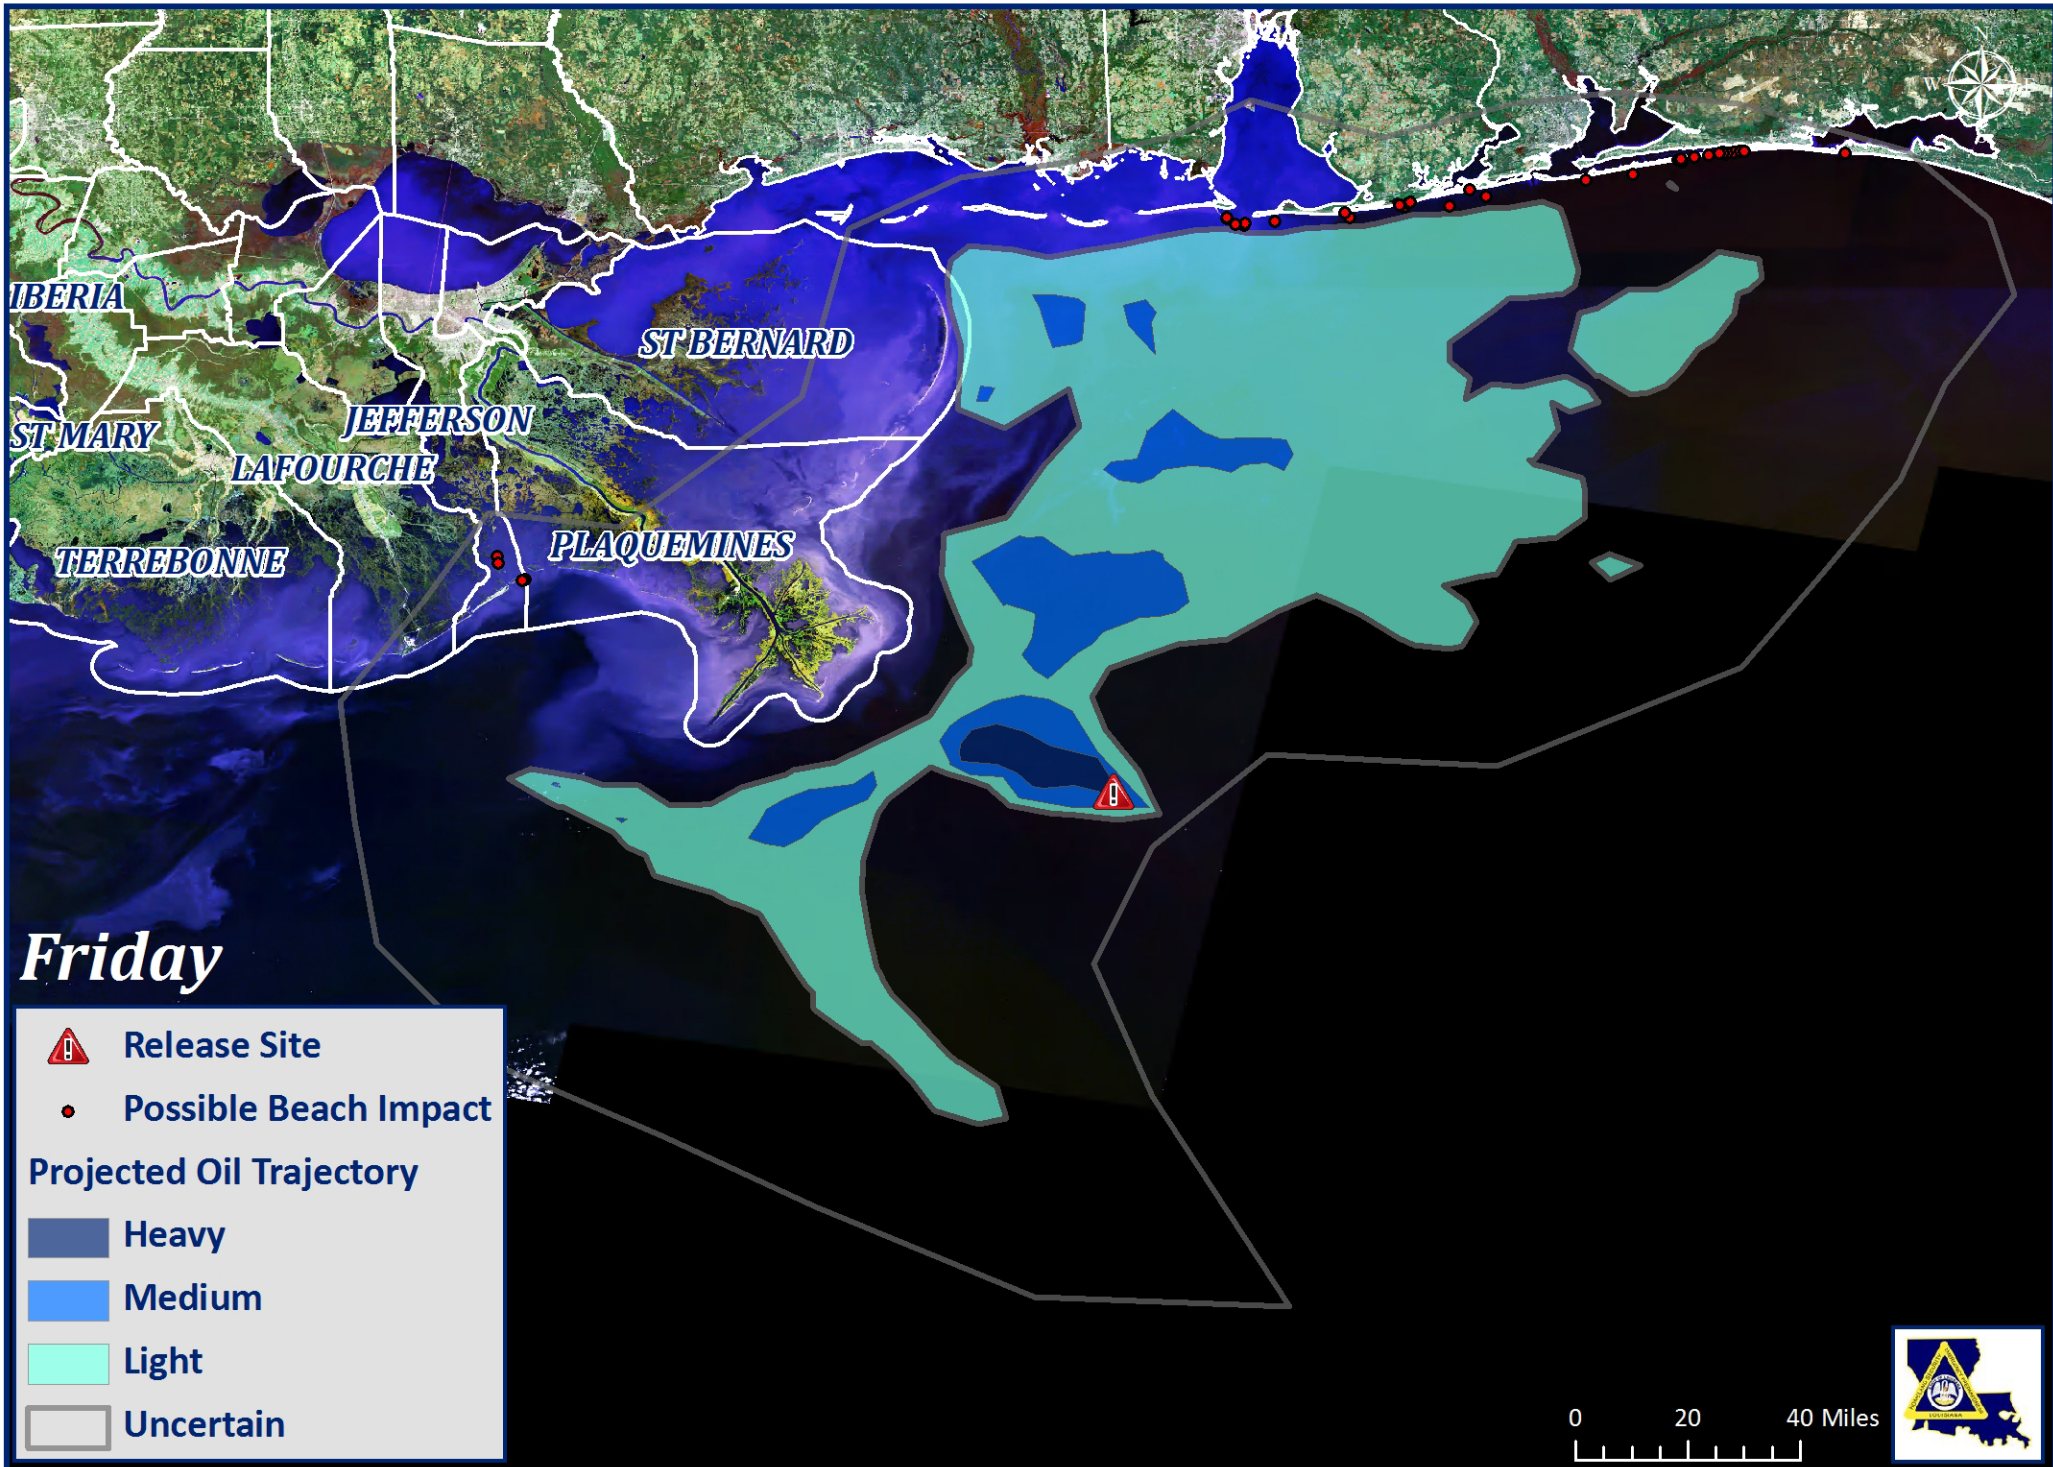 N
W
E
IBERIA
ST BERNARD
JEFFERSON
ST MARY
LAFOURCHE
PLAQUEMINES
TERREBONNE
Friday
Release Site
Possible Beach Impact
Projected Oil Trajectory
Heavy
Medium
Light
Uncertain
0 20 40 Miles
LOUISIANA